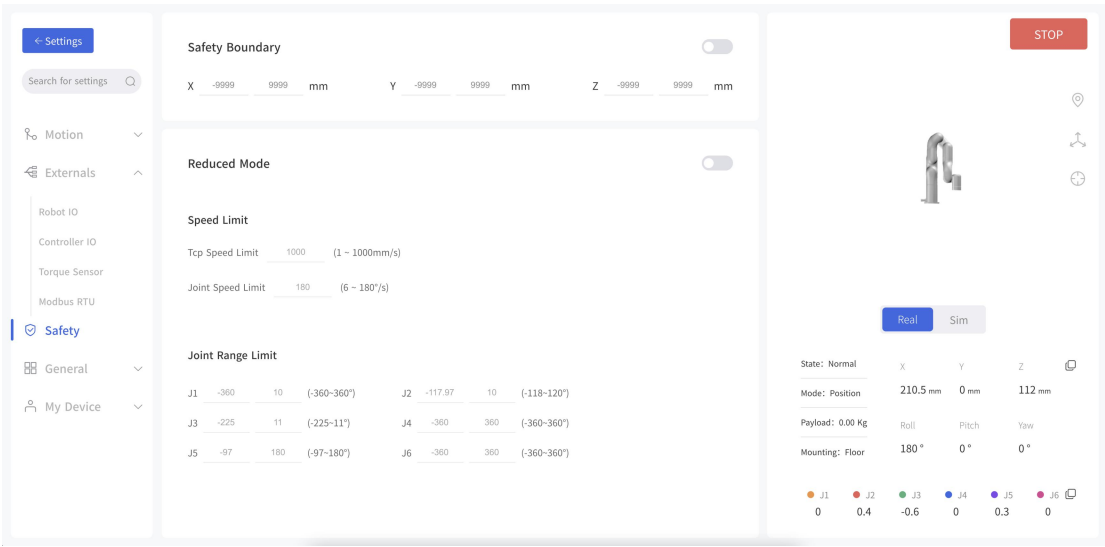 ← Settings
Search for settings
Motion
Externals
Robot IO
Controller IO
Torque Sensor
Modbus RTU
Safety
General
My Device
Safety Boundary
X -9999 9999 mm Y -9999 9999 mm Z -9999 9999 mm
Reduced Mode
Speed Limit
Tcp Speed Limit 1000 (1 ~ 1000mm/s)
Joint Speed Limit 180 (6 ~ 180°/s)
Joint Range Limit
J1 -360 10 (-360~360°) J2 -117.97 10 (-118~120°)
J3 -225 11 (-225~11°) J4 -360 360 (-360~360°)
J5 -97 180 (-97~180°) J6 -360 360 (-360~360°)
STOP
Real Sim
State: Normal
Mode: Position
Payload: 0.00 Kg
Mounting: Floor
X Y Z
210.5 mm 0 mm 112 mm
Roll Pitch Yaw
180 ° 0 ° 0 °
J1 J2 J3 J4 J5 J6
0 0.4 -0.6 0 0.3 0